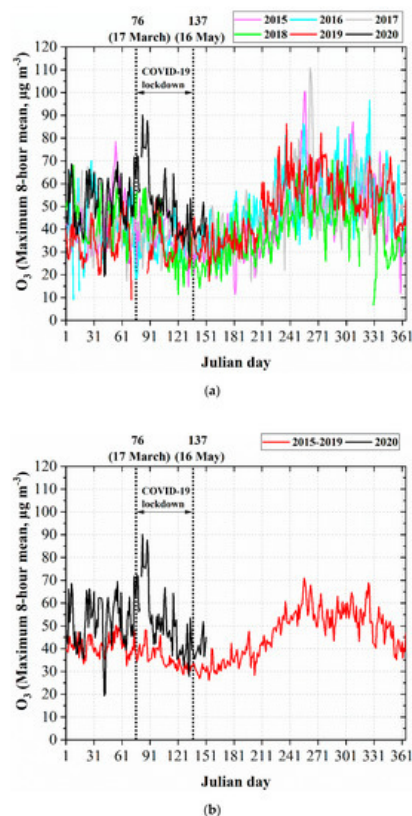 76 137
(17 March) (16 May)
2015 2016 2017
2018 2019 2020
COVID-19
lockdown
120
110
100
90
80
70
60
50
40
30
20
10
0
O3 (Maximum 8-hour mean, µg m-3)
1 31 61 91 121 151 181 211 241 271 301 331 361
Julian day
(a)
76 137
(17 March) (16 May)
2015-2019 2020
COVID-19
lockdown
120
110
100
90
80
70
60
50
40
30
20
10
0
O3 (Maximum 8-hour mean, µg m-3)
1 31 61 91 121 151 181 211 241 271 301 331 361
Julian day
(b)